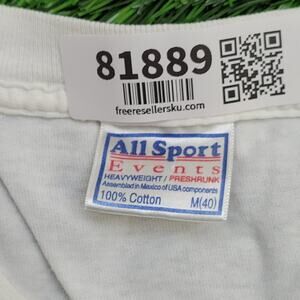 81889
freeresellersku.com
All Sport
Events
HEAVYWEIGHT / PRESHRUNK
Assembled in Mexico of USA components
100% Cotton M(40)